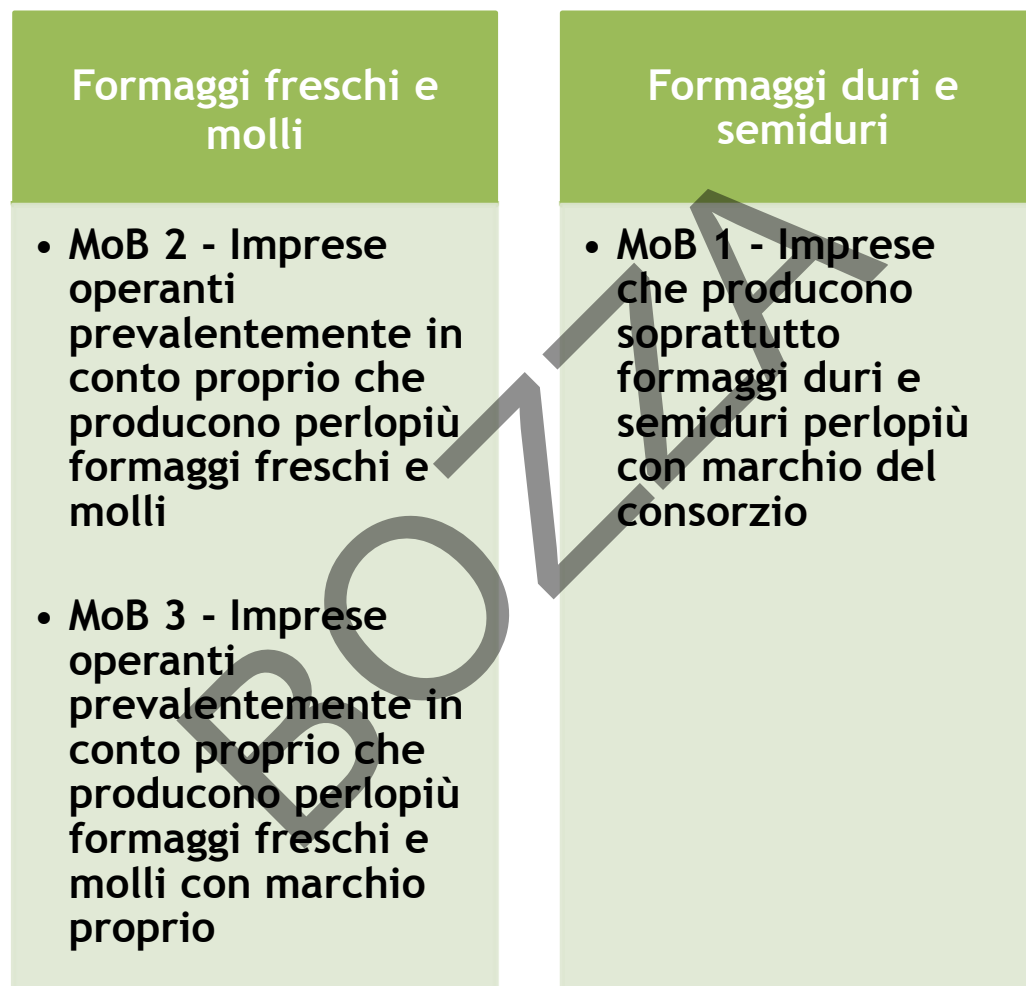 Formaggi freschi e
molli
• MoB 2 - Imprese
operanti
prevalentemente in
conto proprio che
producono perlopiù
formaggi freschi e
molli
• MoB 3 - Imprese
operanti
prevalentemente in
conto proprio che
producono perlopiù
formaggi freschi e
molli con marchio
proprio
Formaggi duri e
semiduri
• MoB 1 - Imprese
che producono
soprattutto
formaggi duri e
semiduri perlopiù
con marchio del
consorzio
BOZZA